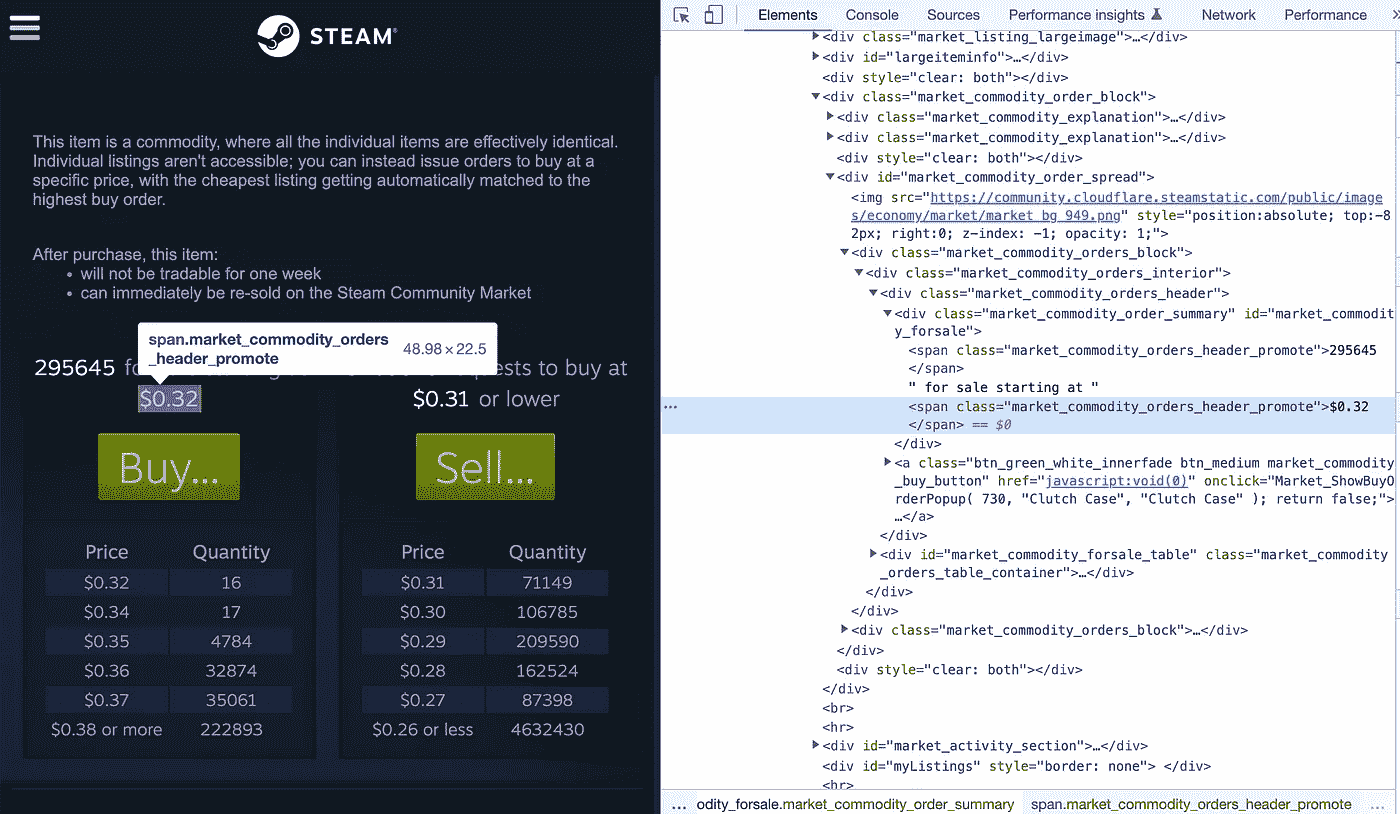 STEAM®
This item is a commodity, where all the individual items are effectively identical.
Individual listings aren't accessible; you can instead issue orders to buy at a
specific price, with the cheapest listing getting automatically matched to the
highest buy order.
After purchase, this item:
• will not be tradable for one week
• can immediately be re-sold on the Steam Community Market
span.market_commodity_orders
_header_promote 48.98 × 22.5
295645
$0.32
to buy at
$0.31 or lower
Buy...
Sell...
Price Quantity
$0.32 16
$0.34 17
$0.35 4784
$0.36 32874
$0.37 35061
$0.38 or more 222893
Price Quantity
$0.31 71149
$0.30 106785
$0.29 209590
$0.28 162524
$0.27 87398
$0.26 or less 4632430
Elements Console Sources Performance insights Network Performance
<div class="market_listing_largeimage">…</div>
<div id="largeiteminfo">…</div>
<div style="clear: both"></div>
<div class="market_commodity_order_block">
<div class="market_commodity_explanation">…</div>
<div class="market_commodity_explanation">…</div>
<div style="clear: both"></div>
<div id="market_commodity_order_spread">
<img src="https://community.cloudflare.steamstatic.com/public/image
s/economy/market/market_bg_949.png" style="position:absolute; top:-8
2px; right:0; z-index: -1; opacity: 1;">
<div class="market_commodity_orders_block">
<div class="market_commodity_orders_interior">
<div class="market_commodity_orders_header">
<div class="market_commodity_order_summary" id="market_commodit
y_forsale">
<span class="market_commodity_orders_header_promote">295645
</span>
" for sale starting at "
… <span class="market_commodity_orders_header_promote">$0.32
</span> == $0
</div>
<a class="btn_green_white_innerfade btn_medium market_commodity
_buy_button" href="javascript:void(0)" onclick="Market_ShowBuyO
rderPopup( 730, "Clutch Case", "Clutch Case" ); return false;">
…</a>
</div>
<div id="market_commodity_forsale_table" class="market_commodity
_orders_table_container">…</div>
</div>
</div>
<div class="market_commodity_orders_block">…</div>
</div>
<div style="clear: both"></div>
</div>
<br>
<hr>
<div id="market_activity_section">…</div>
<div id="myListings" style="border: none"> </div>
<hr>
… odity_forsale.market_commodity_order_summary span.market_commodity_orders_header_promote …